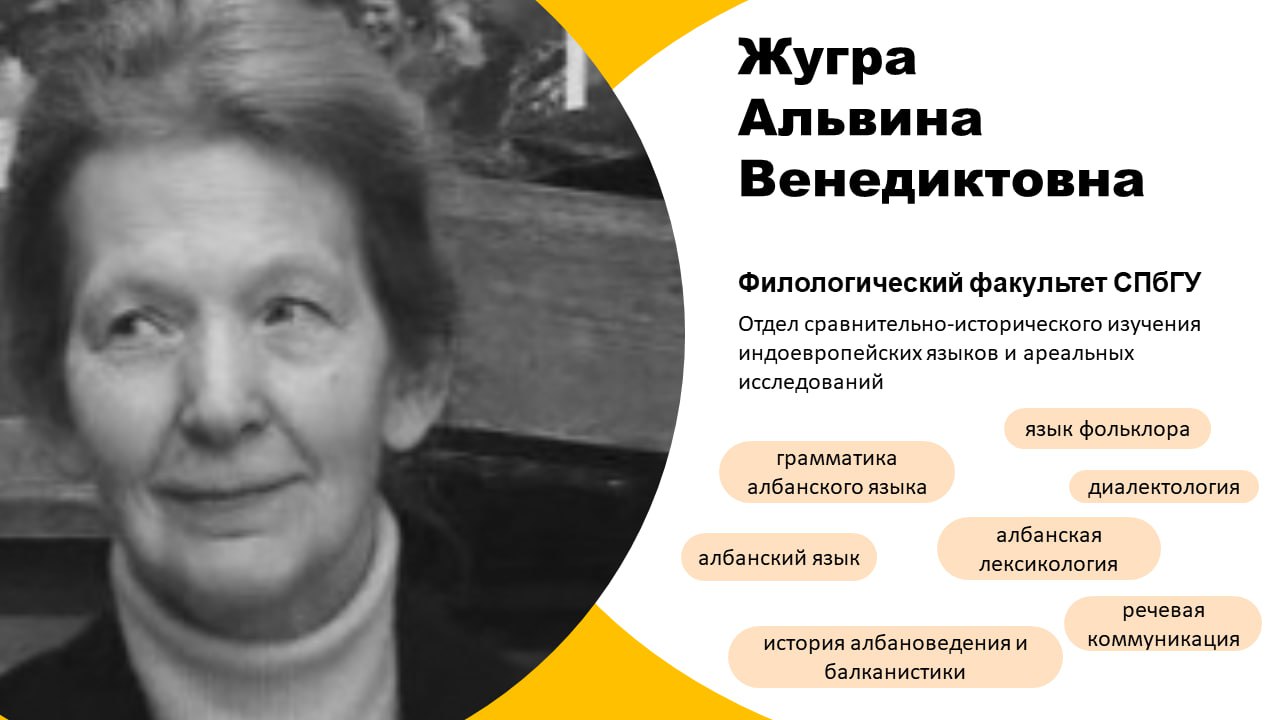 Жугра
Альвина
Венедиктовна
Филологический факультет СПбГУ
Отдел сравнительно-исторического изучения
индоевропейских языков и ареальных
исследований
язык фольклора
грамматика
албанского языка
диалектология
албанская
лексикология
албанский язык
речевая
коммуникация
история албановедения и
балканистики